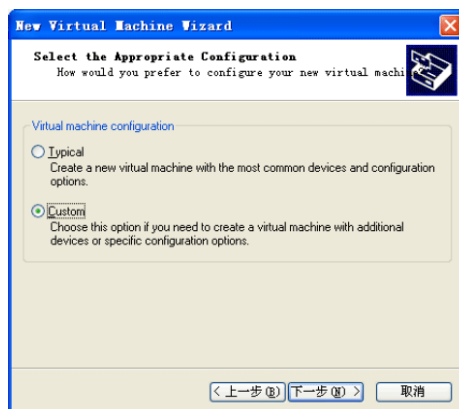 New Virtual Machine Wizard
Select the Appropriate Configuration
How would you prefer to configure your new virtual machi
Virtual machine configuration
Typical
Create a new virtual machine with the most common devices and configuration
options.
Custom
Choose this option if you need to create a virtual machine with additional
devices or specific configuration options.
< 上一步(B) 下一步(N) > 取消